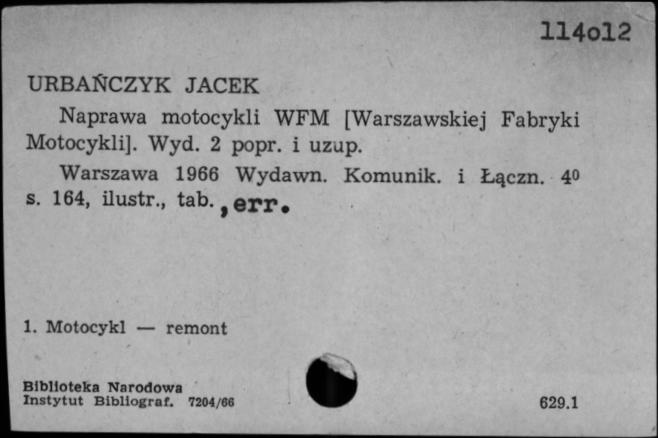 114o12
URBAŃCZYK JACEK
Naprawa motocykli WFM [Warszawskiej Fabryki
Motocykli]. Wyd. 2 popr. i uzup.
Warszawa 1966 Wydawn. Komunik. i Łączn. 4⁰
s. 164, ilustr., tab., err.
1. Motocykl — remont
Biblioteka Narodowa
Instytut Bibliograf. 7204/66
629.1